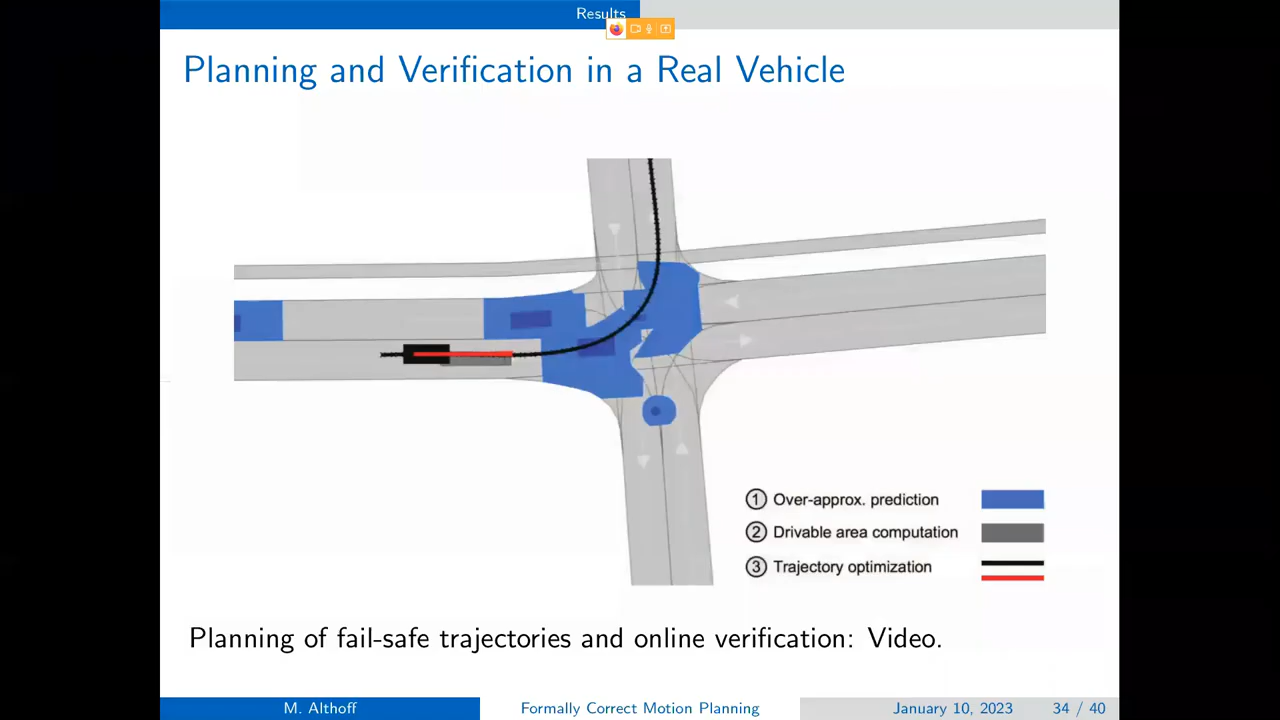 Results
Planning and Verification in a Real Vehicle
1 Over-approx. prediction
2 Drivable area computation
3 Trajectory optimization
Planning of fail-safe trajectories and online verification: Video.
M. Althoff Formally Correct Motion Planning January 10, 2023 34 / 40